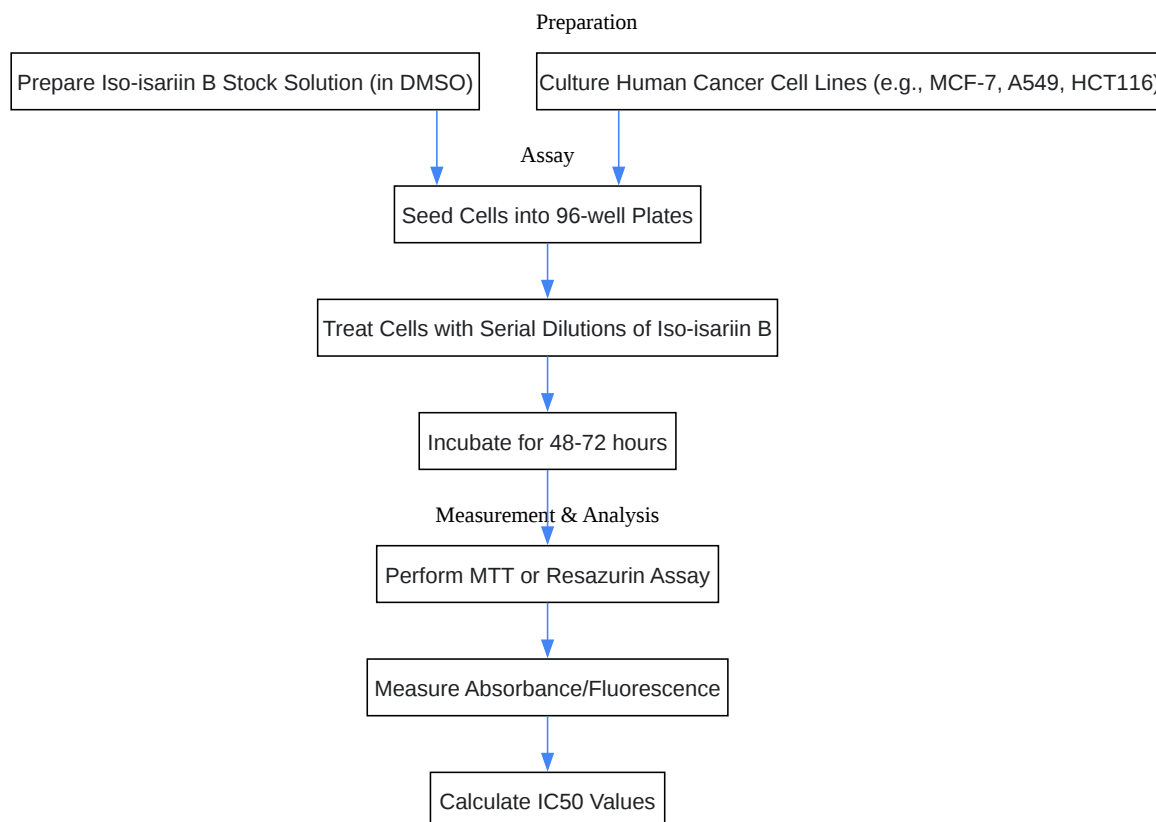 Preparation
Prepare Iso-isariin B Stock Solution (in DMSO)
Culture Human Cancer Cell Lines (e.g., MCF-7, A549, HCT116)
Assay
Seed Cells into 96-well Plates
Treat Cells with Serial Dilutions of Iso-isariin B
Incubate for 48-72 hours
Measurement & Analysis
Perform MTT or Resazurin Assay
Measure Absorbance/Fluorescence
Calculate IC50 Values